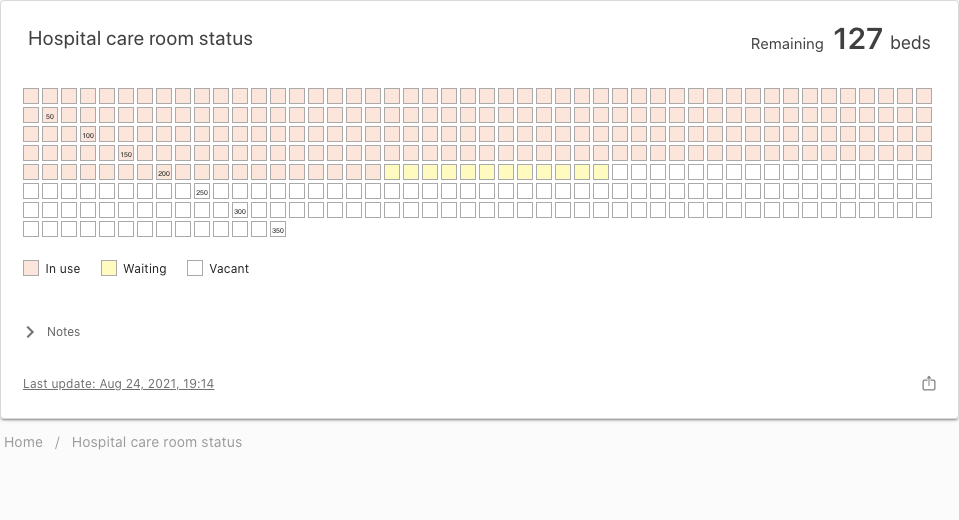 Hospital care room status
Remaining 127 beds
50
100
150
200
250
300
350
In use
Waiting
Vacant
Notes
Last update: Aug 24, 2021, 19:14
Home / Hospital care room status